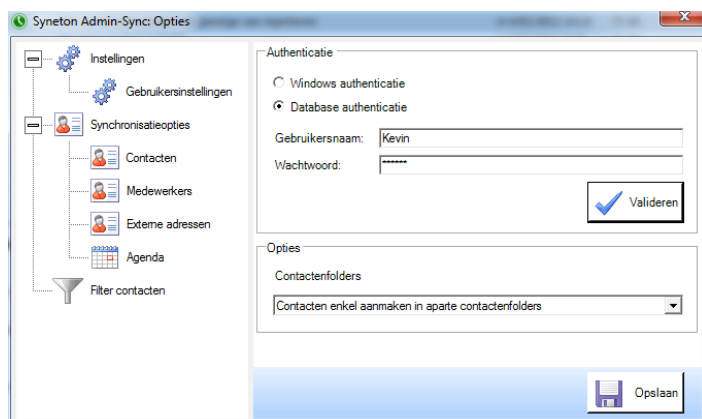 Syneton Admin-Sync: Opties
Instellingen
Gebruikersinstellingen
Synchronisatieopties
Contacten
Medewerkers
Externe adressen
Agenda
Filter contacten
Authenticatie
Windows authenticatie
Database authenticatie
Gebruikersnaam: Kevin
Wachtwoord: ******
Valideren
Opties
Contactenfolders
Contacten enkel aanmaken in aparte contactenfolders
Opslaan